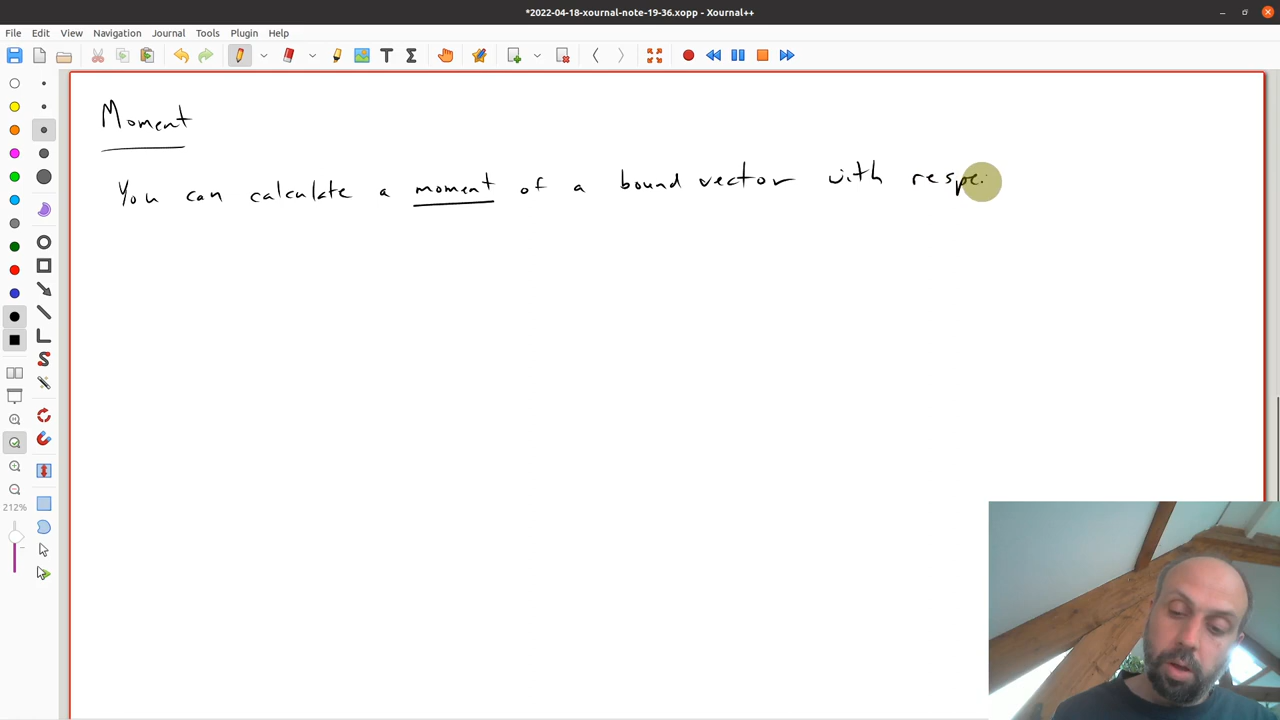 *2022-04-18-xournal-note-19-36.xopp - Xournal++
File Edit View Navigation Journal Tools Plugin Help
Moment
You can calculate a moment of a bound vector with respe
212%